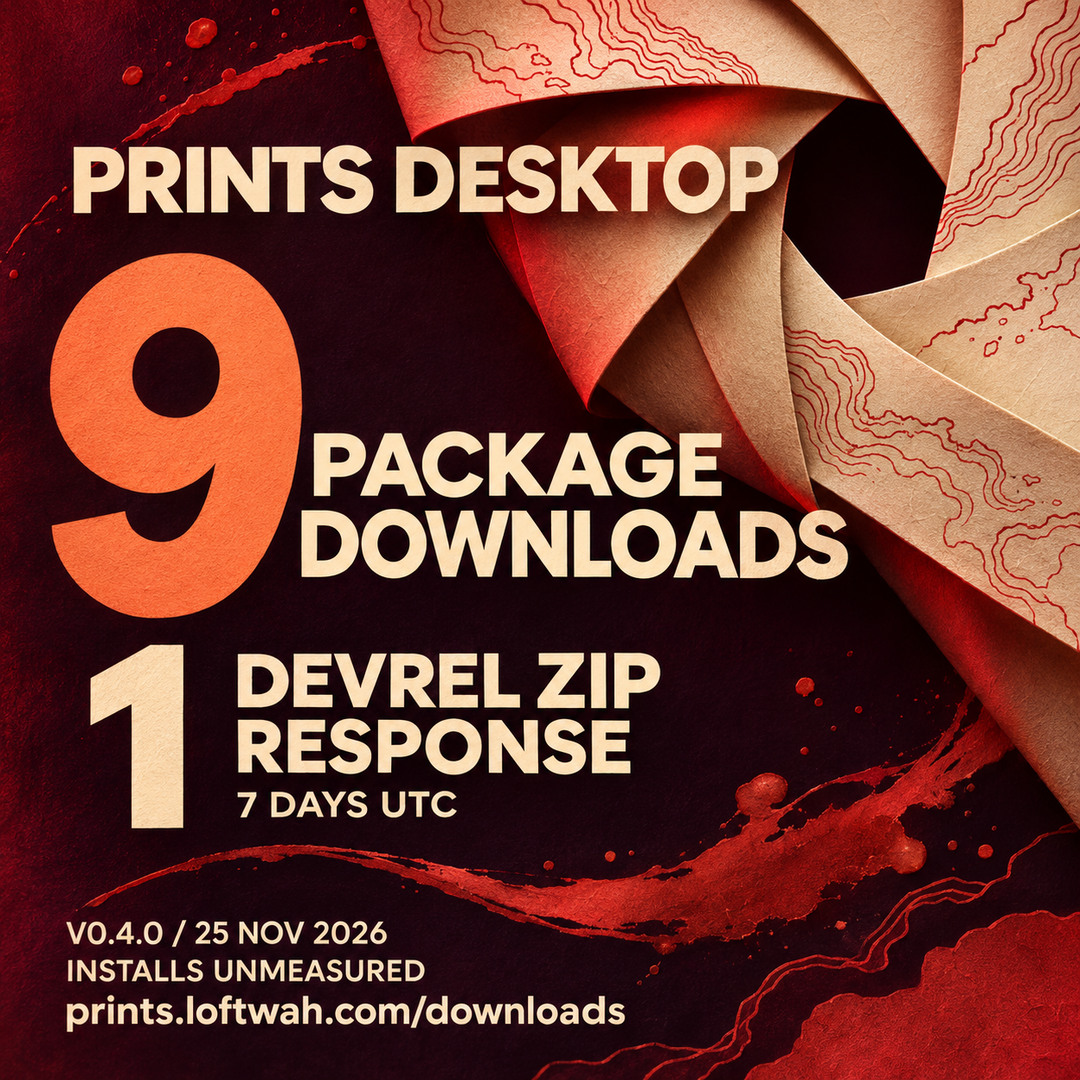 PRINTS DESKTOP
9
PACKAGE
DOWNLOADS
1
DEVREL ZIP
RESPONSE
7 DAYS UTC
V0.4.0 / 25 NOV 2026
INSTALLS UNMEASURED
prints.loftwah.com/downloads